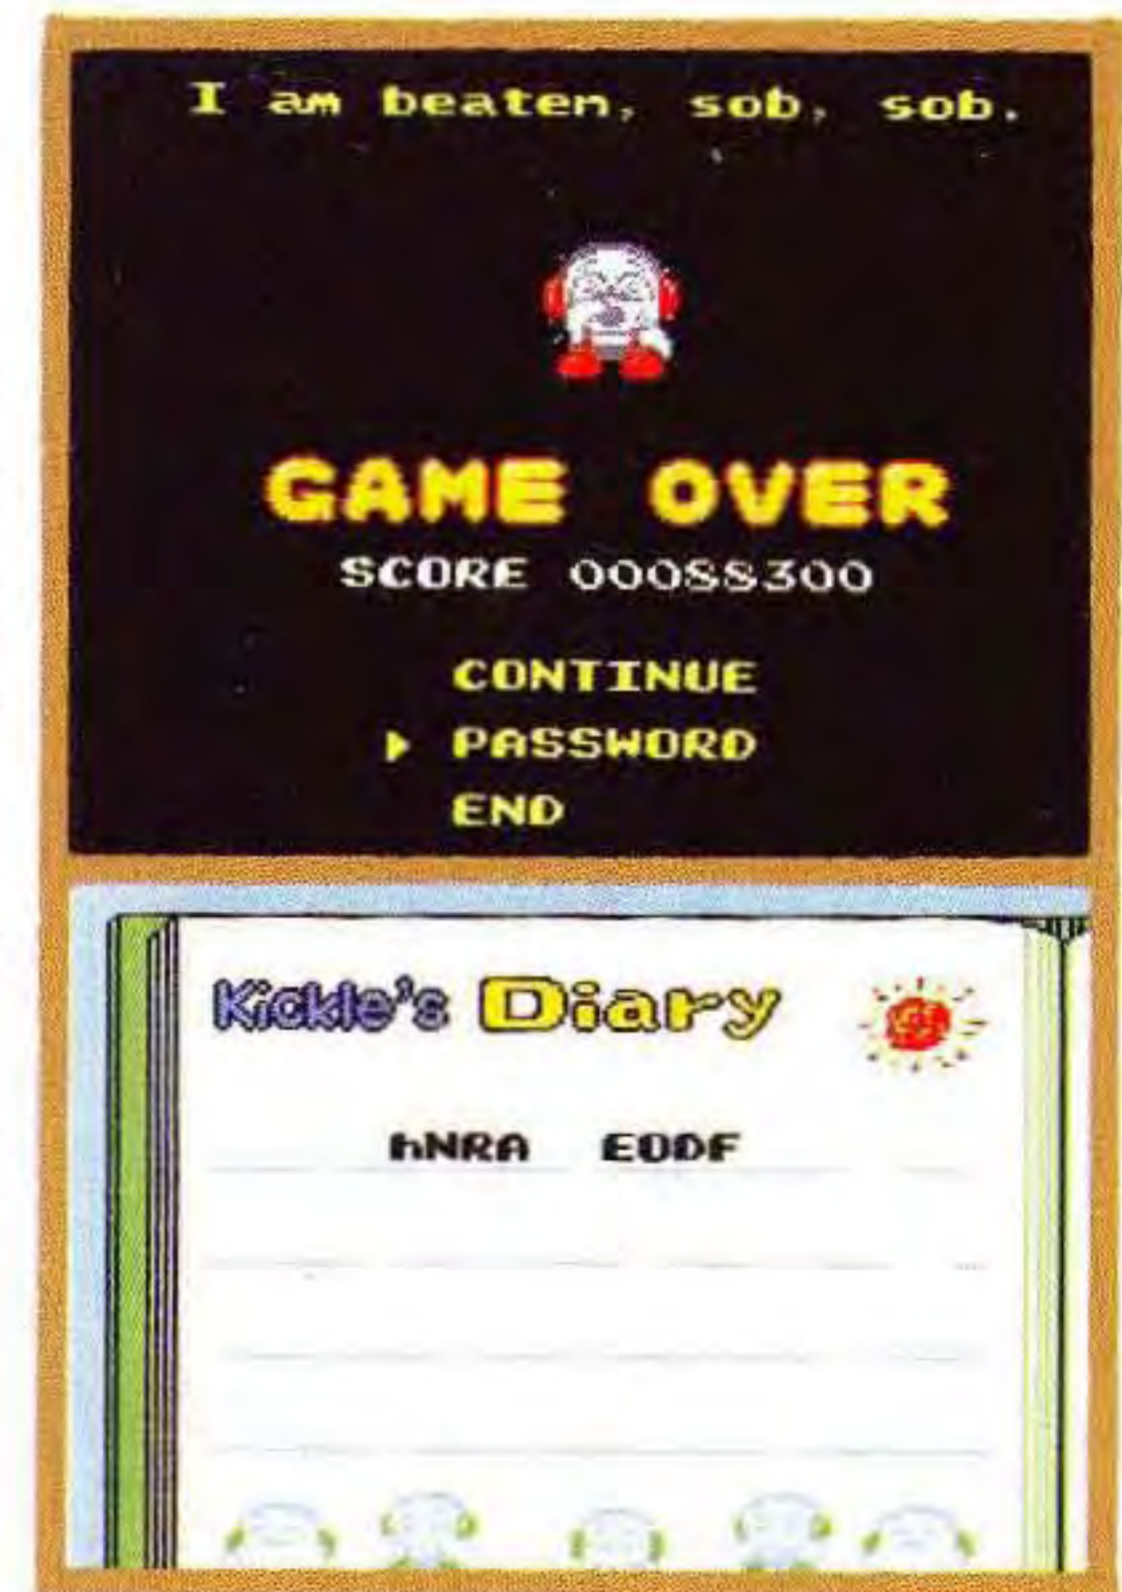 I am beaten, sob, sob.
GAME OVER
SCORE 00088300
CONTINUE
PASSWORD
END
Kickle's Diary
hNRA EODF